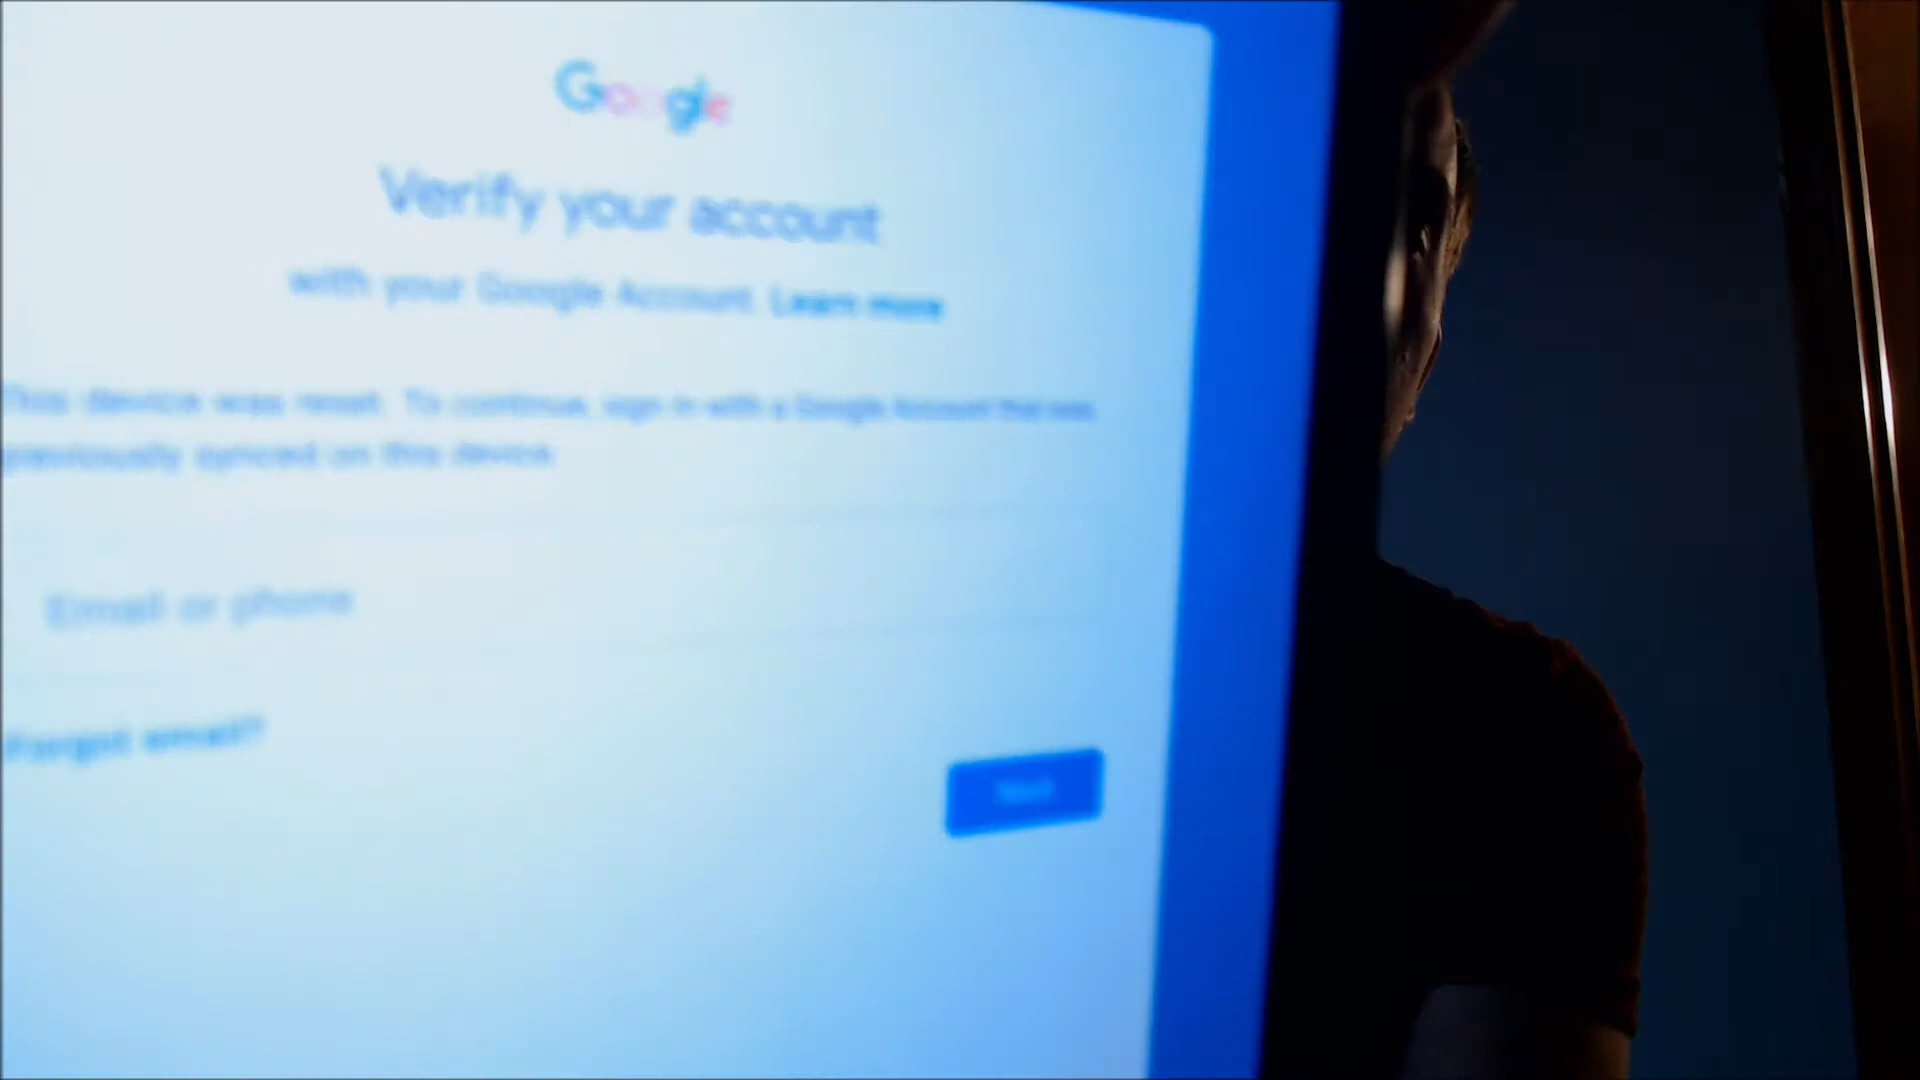 Google
Verify your account
with your Google Account. Learn more
This device was reset. To continue, sign in with a Google Account that was
previously synced on this device.
Email or phone
Forgot email?
Next